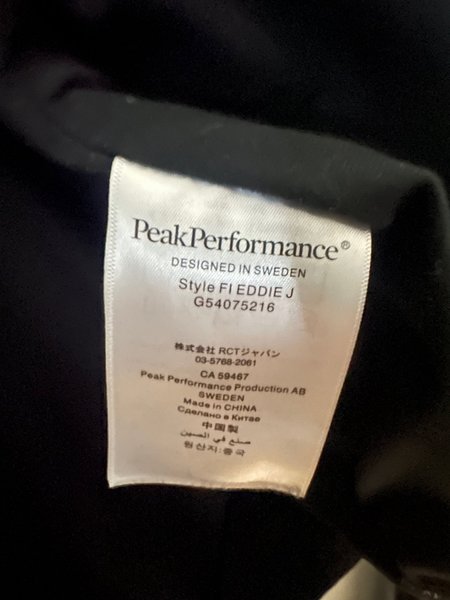 PeakPerformance®
DESIGNED IN SWEDEN
Style FI EDDIE J
G54075216
株式会社 RCTジャパン
03-5768-2061
CA 59467
Peak Performance Production AB
SWEDEN
Made in CHINA
Сделано в Китае
中国製
صنع في الصين
원산지:중국